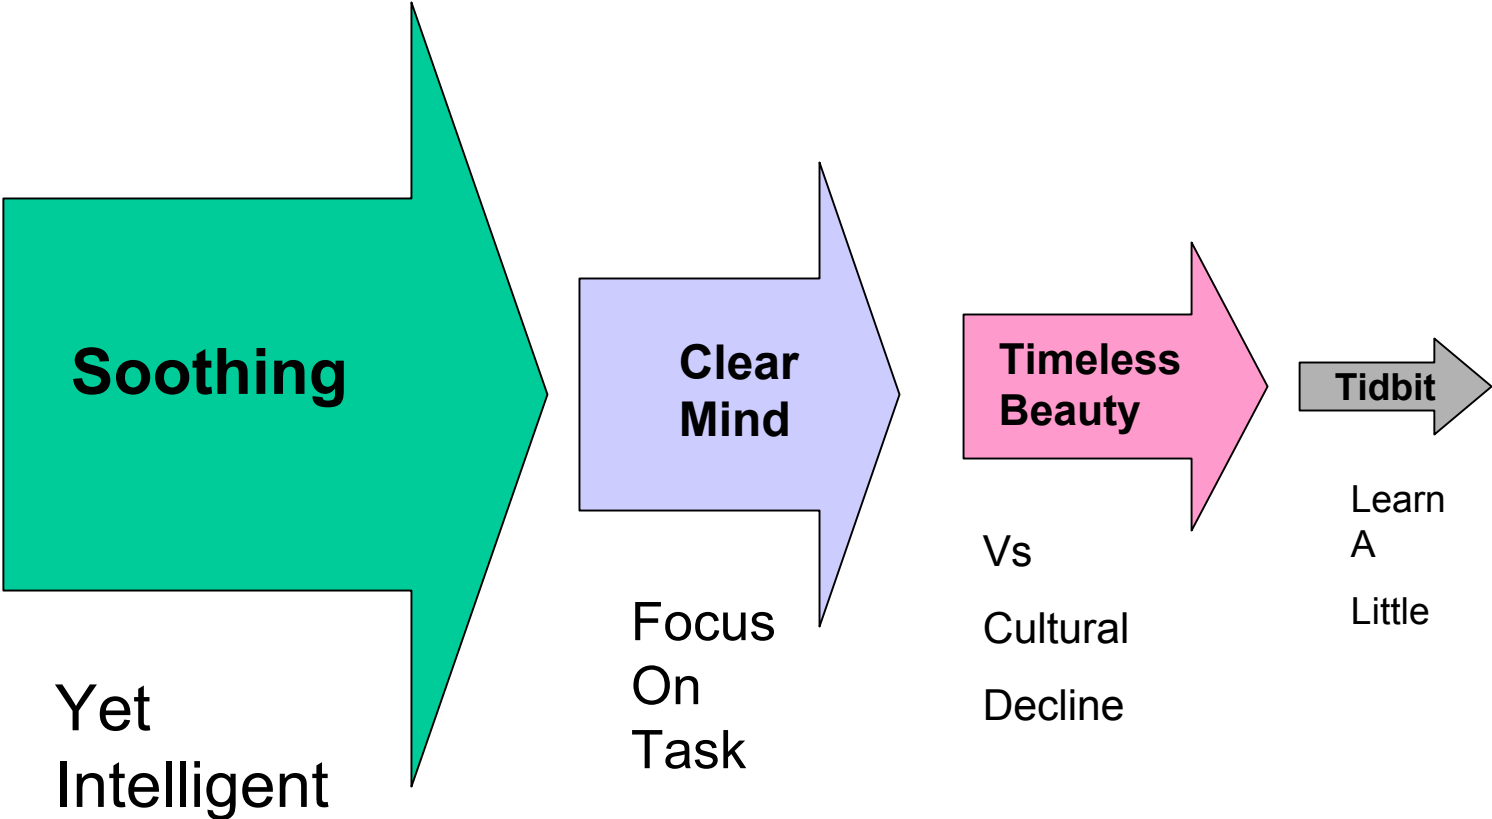 Soothing
Yet
Intelligent
Clear
Mind
Focus
On
Task
Timeless
Beauty
Vs
Cultural
Decline
Tidbit
Learn
A
Little